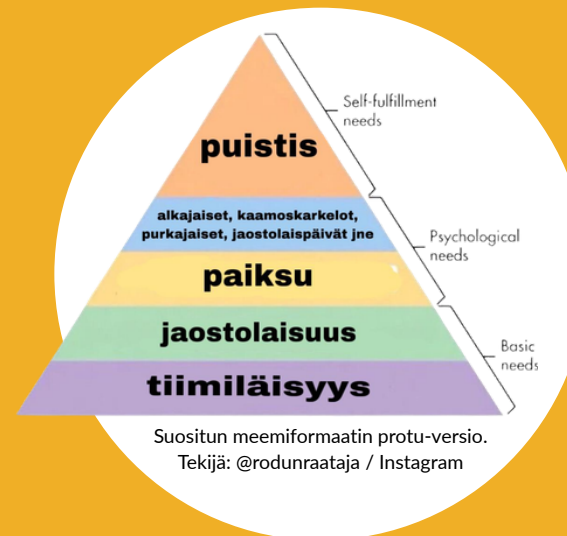 Self-fulfillment
needs
puistis
alkajaiset, kaamoskarkelot,
purkajaiset, jaostolaispäivät jne
Psychological
needs
paiksu
jaostolaisuus
Basic
needs
tiimiläisyys
Suositun meemiformaatin protu-versio.
Tekijä: @rodunraataja / Instagram